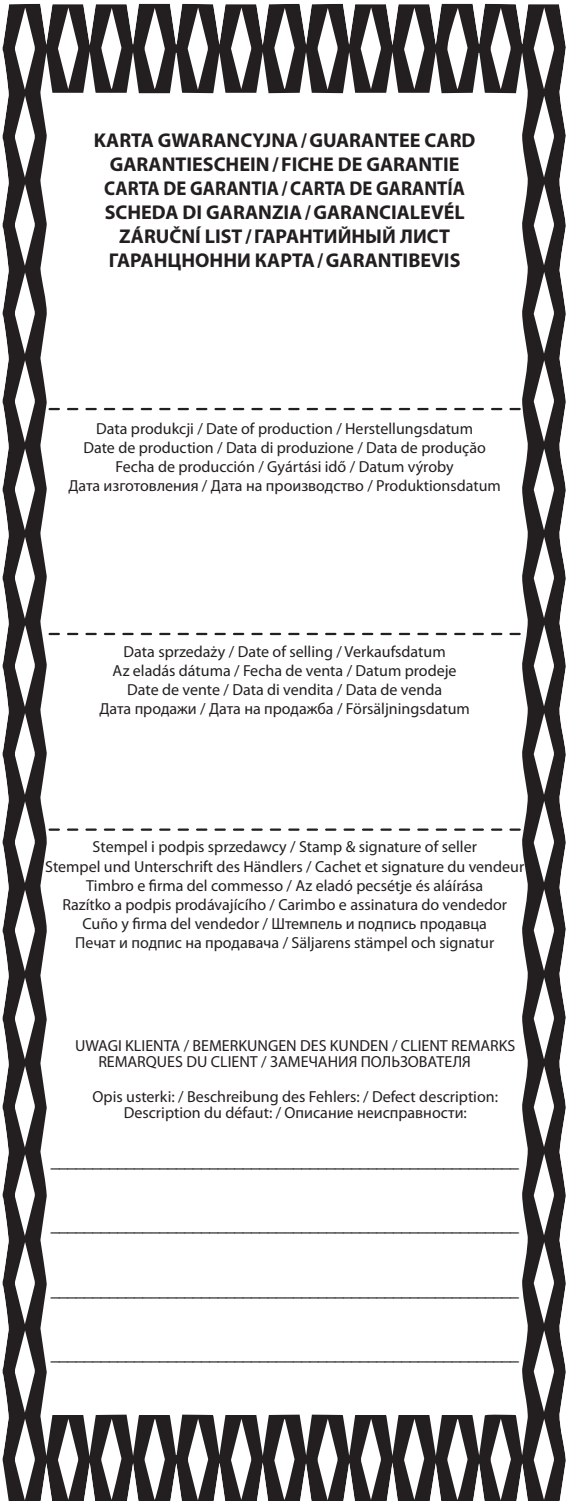 KARTA GWARANCYJNA / GUARANTEE CARD
GARANTIESCHEIN / FICHE DE GARANTIE
CARTA DE GARANTIA / CARTA DE GARANTÍA
SCHEDA DI GARANZIA / GARANCIALEVÉL
ZÁRUČNÍ LIST / ГАРАНТИЙНЫЙ ЛИСТ
ГАРАНЦНОННИ КАРТА / GARANTIBEVIS
Data produkcji / Date of production / Herstellungsdatum
Date de production / Data di produzione / Data de produção
Fecha de producción / Gyártási idő / Datum výroby
Дата изготовления / Дата на производство / Produktionsdatum
Data sprzedaży / Date of selling / Verkaufsdatum
Az eladás dátuma / Fecha de venta / Datum prodeje
Date de vente / Data di vendita / Data de venda
Дата продажи / Дата на продажба / Försäljningsdatum
Stempel i podpis sprzedawcy / Stamp & signature of seller
Stempel und Unterschrift des Händlers / Cachet et signature du vendeur
Timbro e firma del commesso / Az eladó pecsétje és aláírása
Razítko a podpis prodávajícího / Carimbo e assinatura do vendedor
Cuño y firma del vendedor / Штемпель и подпись продавца
Печат и подпис на продавача / Säljarens stämpel och signatur
UWAGI KLIENTA / BEMERKUNGEN DES KUNDEN / CLIENT REMARKS
REMARQUES DU CLIENT / ЗАМЕЧАНИЯ ПОЛЬЗОВАТЕЛЯ
Opis usterki: / Beschreibung des Fehlers: / Defect description:
Description du défaut: / Описание неисправности: